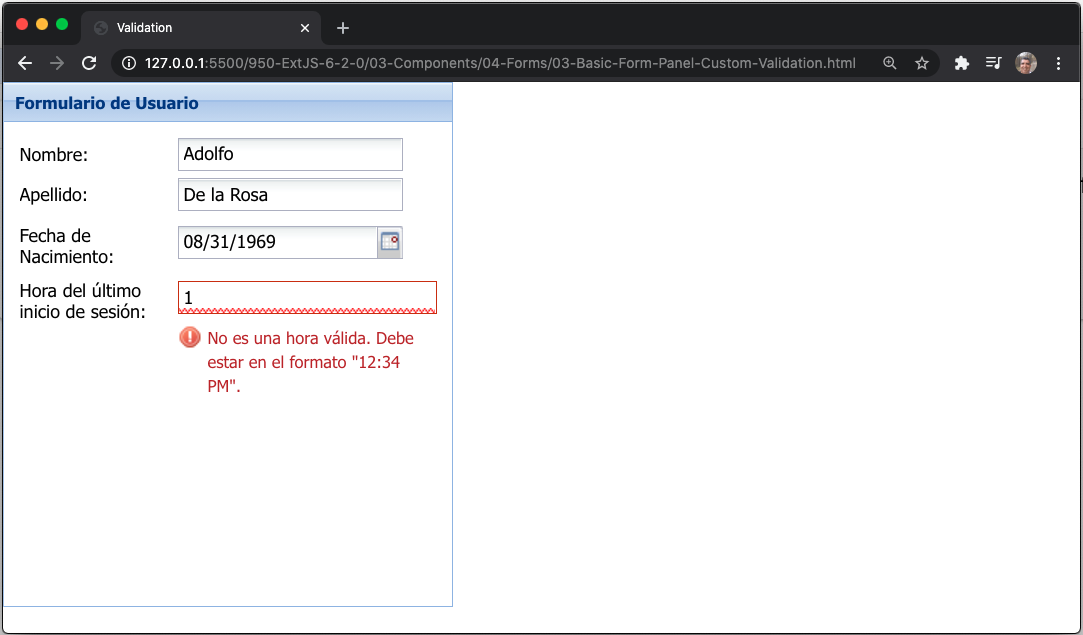 Validation
127.0.0.1:5500/950-ExtJS-6-2-0/03-Components/04-Forms/03-Basic-Form-Panel-Custom-Validation.html
Formulario de Usuario
Nombre: Adolfo
Apellido: De la Rosa
Fecha de
Nacimiento: 08/31/1969
Hora del último
inicio de sesión: 1
No es una hora válida. Debe
estar en el formato "12:34
PM".